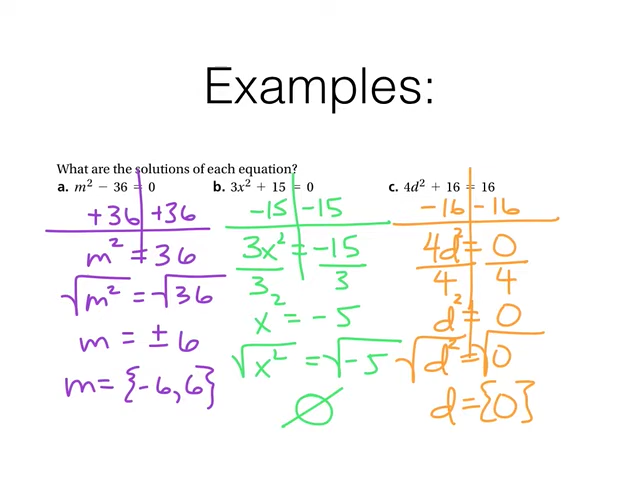 Examples:
What are the solutions of each equation?
a. m² − 36 = 0
b. 3x² + 15 = 0
c. 4d² + 16 = 16
+36 +36
m² = 36
√m² = √36
m = ± 6
m = {-6, 6}
-15 -15
3x² = -15
3 3
x² = -5
√x² = √-5
∅
-16 -16
4d² = 0
4 4
d² = 0
√d² = √0
d = {0}